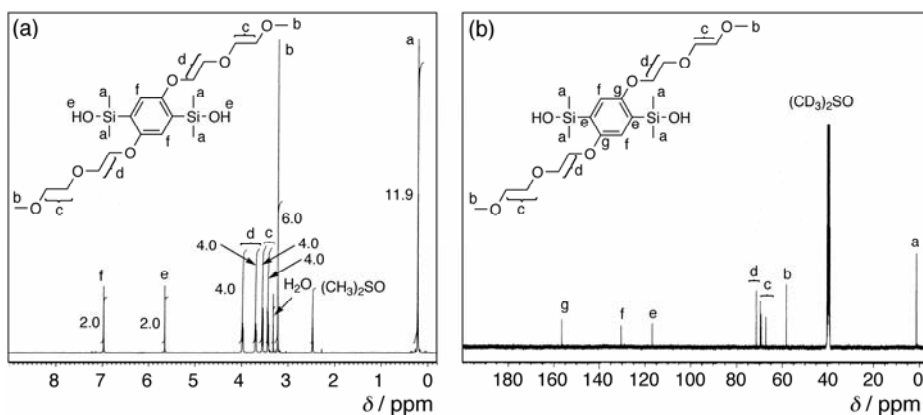 (a)
b
O
c
d
O
O
f
a
a
e
HO
Si
Si
OH
e
a
a
f
O
d
O
b
O
c
b
a
11.9
6.0
d
c
4.0
4.0
4.0
4.0
H₂O
(CH₃)₂SO
f
e
2.0
2.0
8
7
6
5
4
3
2
1
0
δ / ppm
(b)
c
O
b
d
O
O
g
f
a
a
HO
Si
e
e
Si
OH
a
a
g
f
O
d
O
b
O
c
(CD₃)₂SO
a
d
c
b
g
f
e
180
160
140
120
100
80
60
40
20
0
δ / ppm